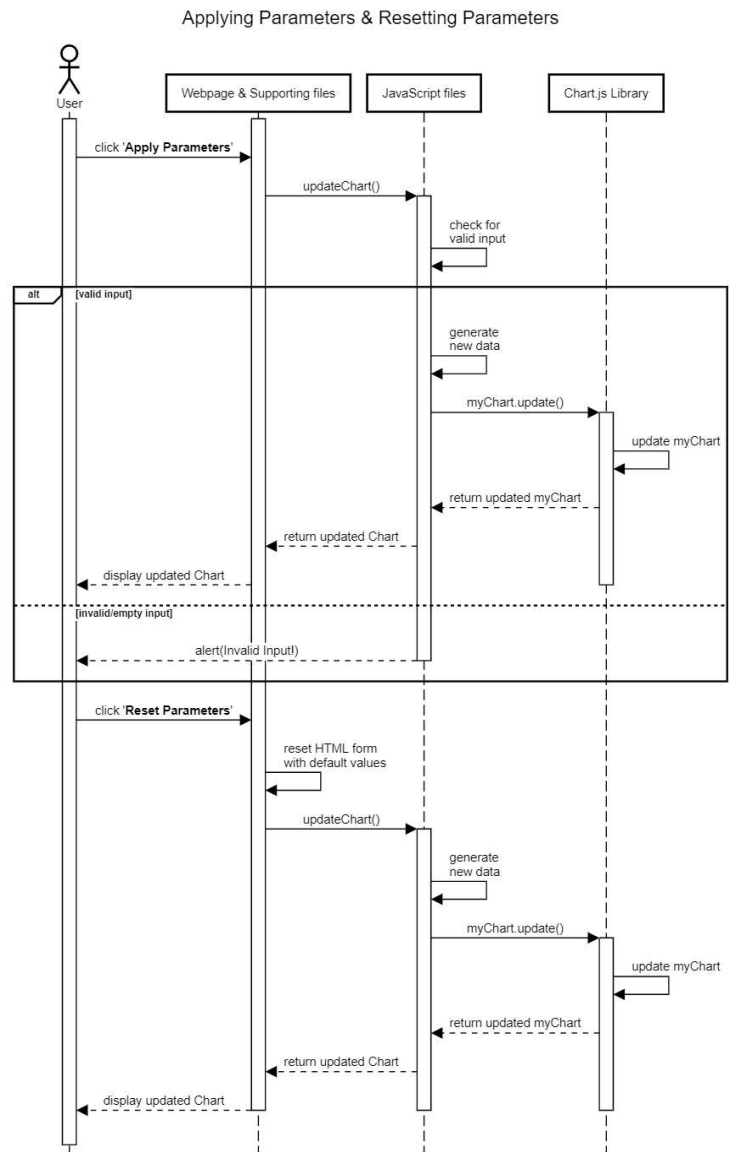 Applying Parameters & Resetting Parameters
User
Webpage & Supporting files
JavaScript files
Chart.js Library
click 'Apply Parameters'
updateChart()
check for
valid input
alt
[valid input]
generate
new data
myChart.update()
update myChart
return updated myChart
return updated Chart
display updated Chart
[invalid/empty input]
alert(Invalid Input!)
click 'Reset Parameters'
reset HTML form
with default values
updateChart()
generate
new data
myChart.update()
update myChart
return updated myChart
return updated Chart
display updated Chart